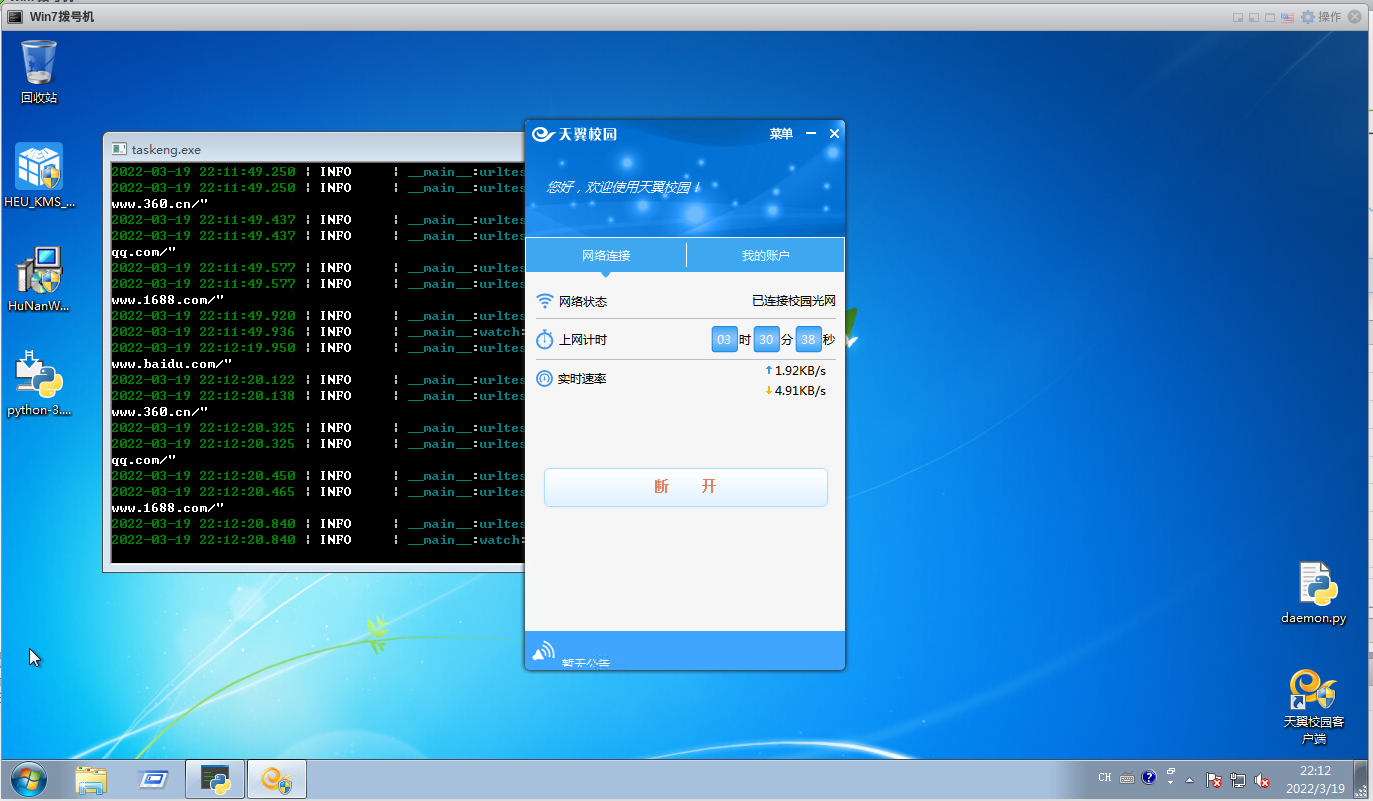 Win7拨号机
操作
回收站
HEU_KMS_...
HuNanW...
python-3....
taskeng.exe
2022-03-19 22:11:49.250 | INFO | __main__:urltes
2022-03-19 22:11:49.250 | INFO | __main__:urltes
www.360.cn/"
2022-03-19 22:11:49.437 | INFO | __main__:urltes
2022-03-19 22:11:49.437 | INFO | __main__:urltes
qq.com/"
2022-03-19 22:11:49.577 | INFO | __main__:urltes
2022-03-19 22:11:49.577 | INFO | __main__:urltes
www.1688.com/"
2022-03-19 22:11:49.920 | INFO | __main__:urltes
2022-03-19 22:11:49.936 | INFO | __main__:watch:
2022-03-19 22:12:19.950 | INFO | __main__:urltes
www.baidu.com/"
2022-03-19 22:12:20.122 | INFO | __main__:urltes
2022-03-19 22:12:20.138 | INFO | __main__:urltes
www.360.cn/"
2022-03-19 22:12:20.325 | INFO | __main__:urltes
2022-03-19 22:12:20.325 | INFO | __main__:urltes
qq.com/"
2022-03-19 22:12:20.450 | INFO | __main__:urltes
2022-03-19 22:12:20.465 | INFO | __main__:urltes
www.1688.com/"
2022-03-19 22:12:20.840 | INFO | __main__:urltes
2022-03-19 22:12:20.840 | INFO | __main__:watch:
天翼校园
菜单
您好，欢迎使用天翼校园！
网络连接 我的账户
网络状态 已连接校园光网
上网计时 03 时 30 分 38 秒
实时速率 ↑1.92KB/s
↓4.91KB/s
断 开
暂无公告
daemon.py
天翼校园客
户端
CH
22:12
2022/3/19